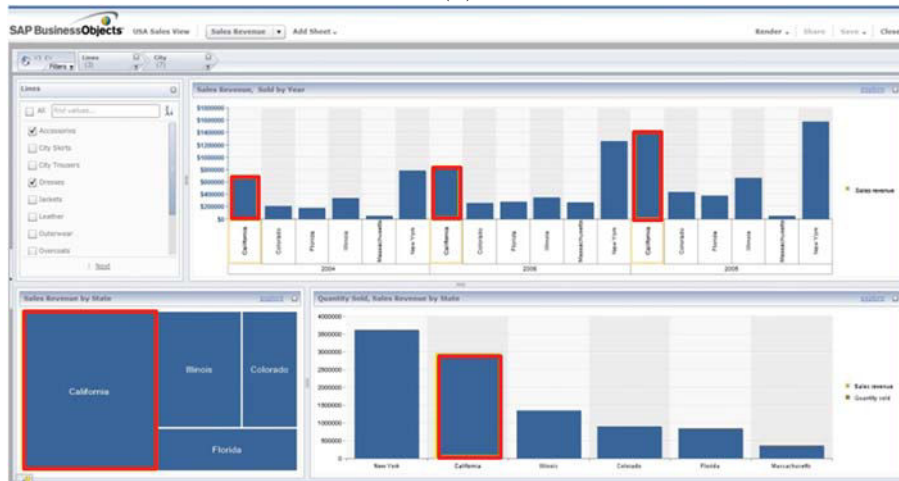 SAP BusinessObjects USA Sales View Sales Revenue Add Sheet Render Share Save Close
Filters Lines (3) City (7)
Lines
All Find values...
Accessories
City Skirts
City Trousers
Dresses
Jackets
Leather
Outerwear
Overcoats
Next
Sales Revenue, Sold by Year explore
$1800000
$1600000
$1400000
$1200000
$1000000
$800000
$600000
$400000
$200000
$0
California Colorado Florida Illinois Massachusetts New York California Colorado Florida Illinois Massachusetts New York California Colorado Florida Illinois Massachusetts New York
2004
Sales revenue
Sales Revenue by State explore
California
Illinois
Colorado
Florida
Quantity Sold, Sales Revenue by State explore
4000000
3500000
3000000
2500000
2000000
1500000
1000000
500000
0
New York California Illinois Colorado Florida Massachusetts
Sales revenue
Quantity sold